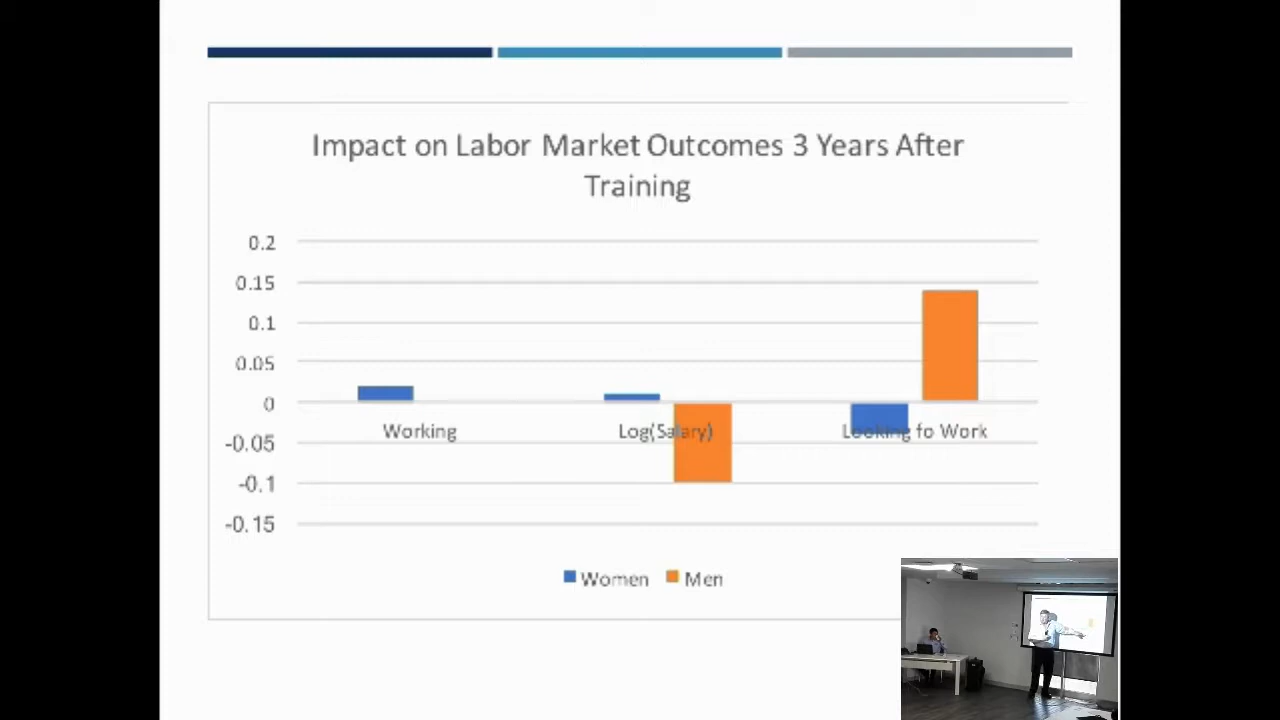 Impact on Labor Market Outcomes 3 Years After
Training
0.2
0.15
0.1
0.05
0
-0.05
-0.1
-0.15
Working
Log(Salary)
Looking fo Work
Women
Men